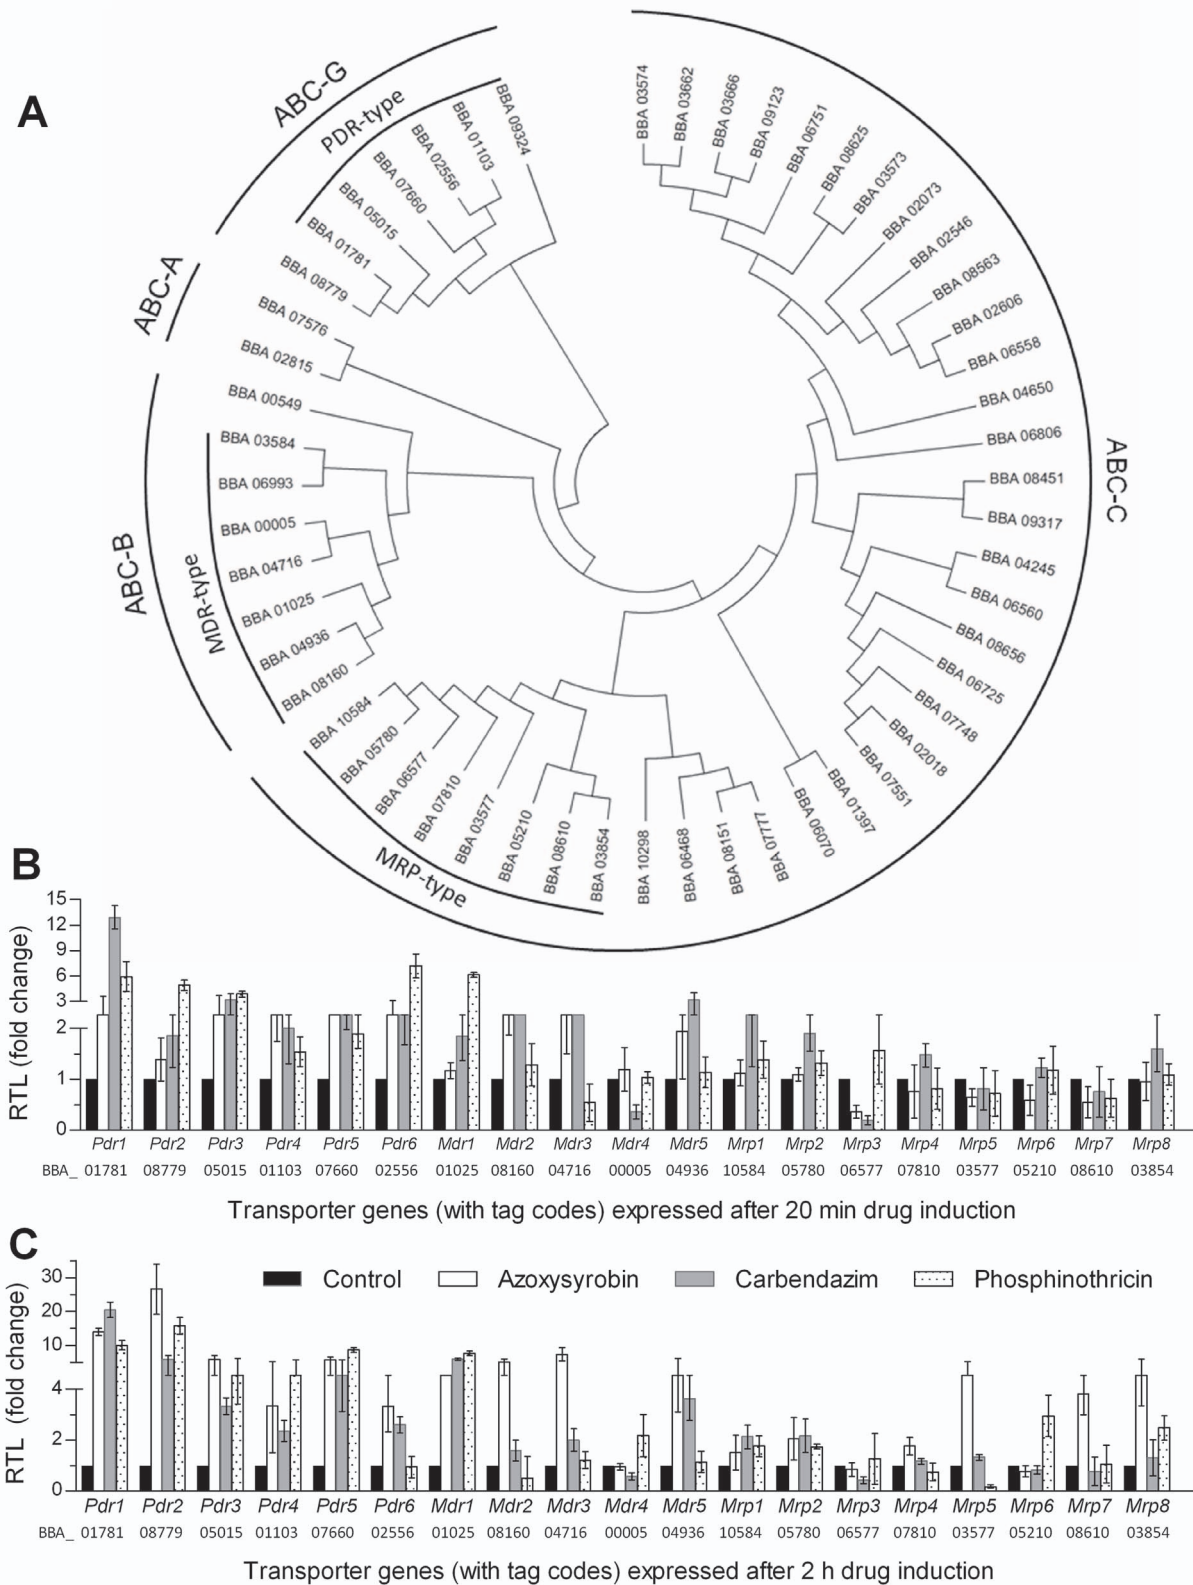 A
ABC-G
PDR-type
BBA 09324
BBA 01103
BBA 02556
BBA 07660
BBA 05015
BBA 01781
BBA 08779
ABC-A
BBA 07576
BBA 02815
ABC-B
BBA 00549
MDR-type
BBA 03584
BBA 06993
BBA 00005
BBA 04716
BBA 01025
BBA 04936
BBA 08160
MRP-type
BBA 10584
BBA 05780
BBA 06577
BBA 07810
BBA 03577
BBA 05210
BBA 08610
BBA 03854
BBA 10298
BBA 06468
BBA 08151
BBA 07777
BBA 06070
BBA 01397
BBA 07551
BBA 02018
BBA 07748
BBA 06725
BBA 08656
BBA 06560
BBA 04245
BBA 09317
BBA 08451
BBA 06806
BBA 04650
BBA 06558
BBA 02606
BBA 08563
BBA 02546
BBA 02073
BBA 03573
BBA 08625
BBA 06751
BBA 09123
BBA 03666
BBA 03662
BBA 03574
ABC-C
B
RTL (fold change)
15
12
9
6
3
2
1
0
Pdr1 Pdr2 Pdr3 Pdr4 Pdr5 Pdr6 Mdr1 Mdr2 Mdr3 Mdr4 Mdr5 Mrp1 Mrp2 Mrp3 Mrp4 Mrp5 Mrp6 Mrp7 Mrp8
BBA_ 01781 08779 05015 01103 07660 02556 01025 08160 04716 00005 04936 10584 05780 06577 07810 03577 05210 08610 03854
Transporter genes (with tag codes) expressed after 20 min drug induction
C
Control Azoxysyrobin Carbendazim Phosphinothricin
RTL (fold change)
30
20
10
4
2
0
Pdr1 Pdr2 Pdr3 Pdr4 Pdr5 Pdr6 Mdr1 Mdr2 Mdr3 Mdr4 Mdr5 Mrp1 Mrp2 Mrp3 Mrp4 Mrp5 Mrp6 Mrp7 Mrp8
BBA_ 01781 08779 05015 01103 07660 02556 01025 08160 04716 00005 04936 10584 05780 06577 07810 03577 05210 08610 03854
Transporter genes (with tag codes) expressed after 2 h drug induction